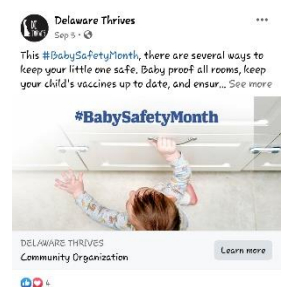 Delaware Thrives
Sep 5 ·
This #BabySafetyMonth, there are several ways to
keep your little one safe. Baby proof all rooms, keep
your child's vaccines up to date, and ensur... See more
#BabySafetyMonth
DELAWARE THRIVES
Community Organization
Learn more
4